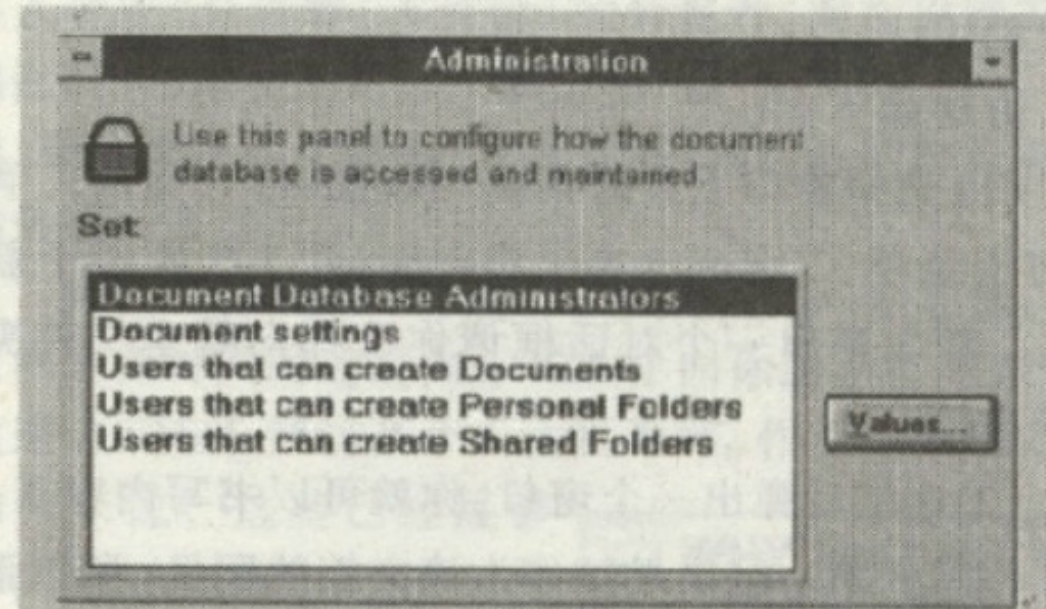 Administration
Use this panel to configure how the document
database is accessed and maintained.
Set:
Document Database Administrators
Document settings
Users that can create Documents
Users that can create Personal Folders
Users that can create Shared Folders
Values...